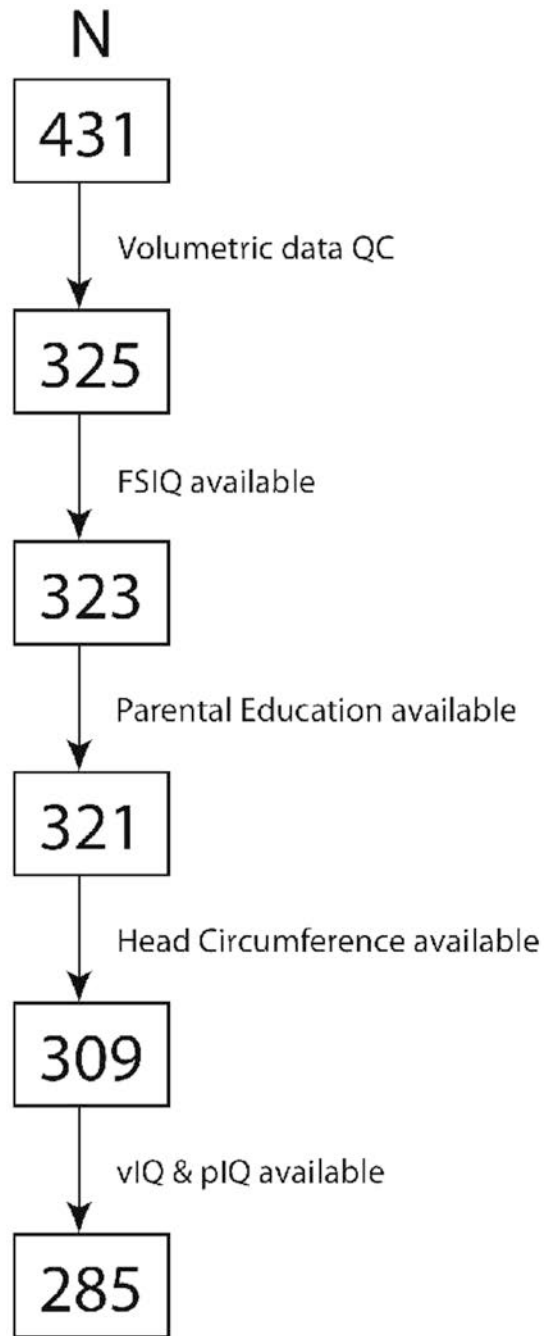 N
431
Volumetric data QC
325
FSIQ available
323
Parental Education available
321
Head Circumference available
309
vIQ & pIQ available
285